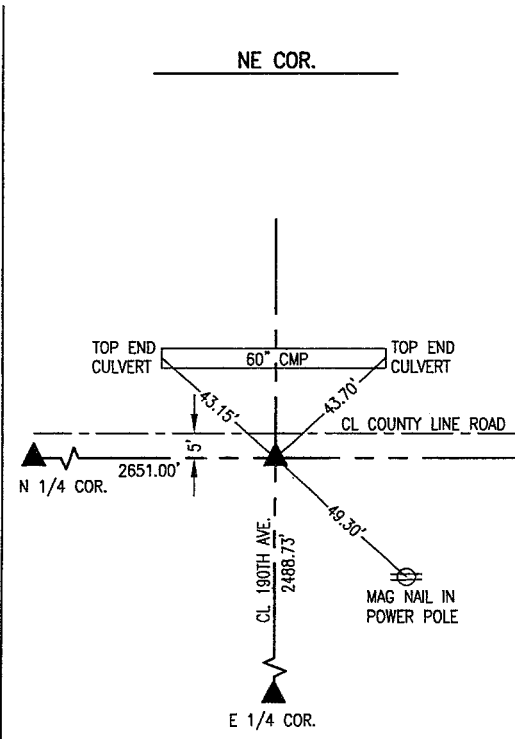 NE COR.
TOP END
CULVERT
60" CMP
TOP END
CULVERT
43.15'
43.70'
CL COUNTY LINE ROAD
5'
2651.00'
N 1/4 COR.
49.30'
CL 190TH AVE.
2488.73'
MAG NAIL IN
POWER POLE
E 1/4 COR.